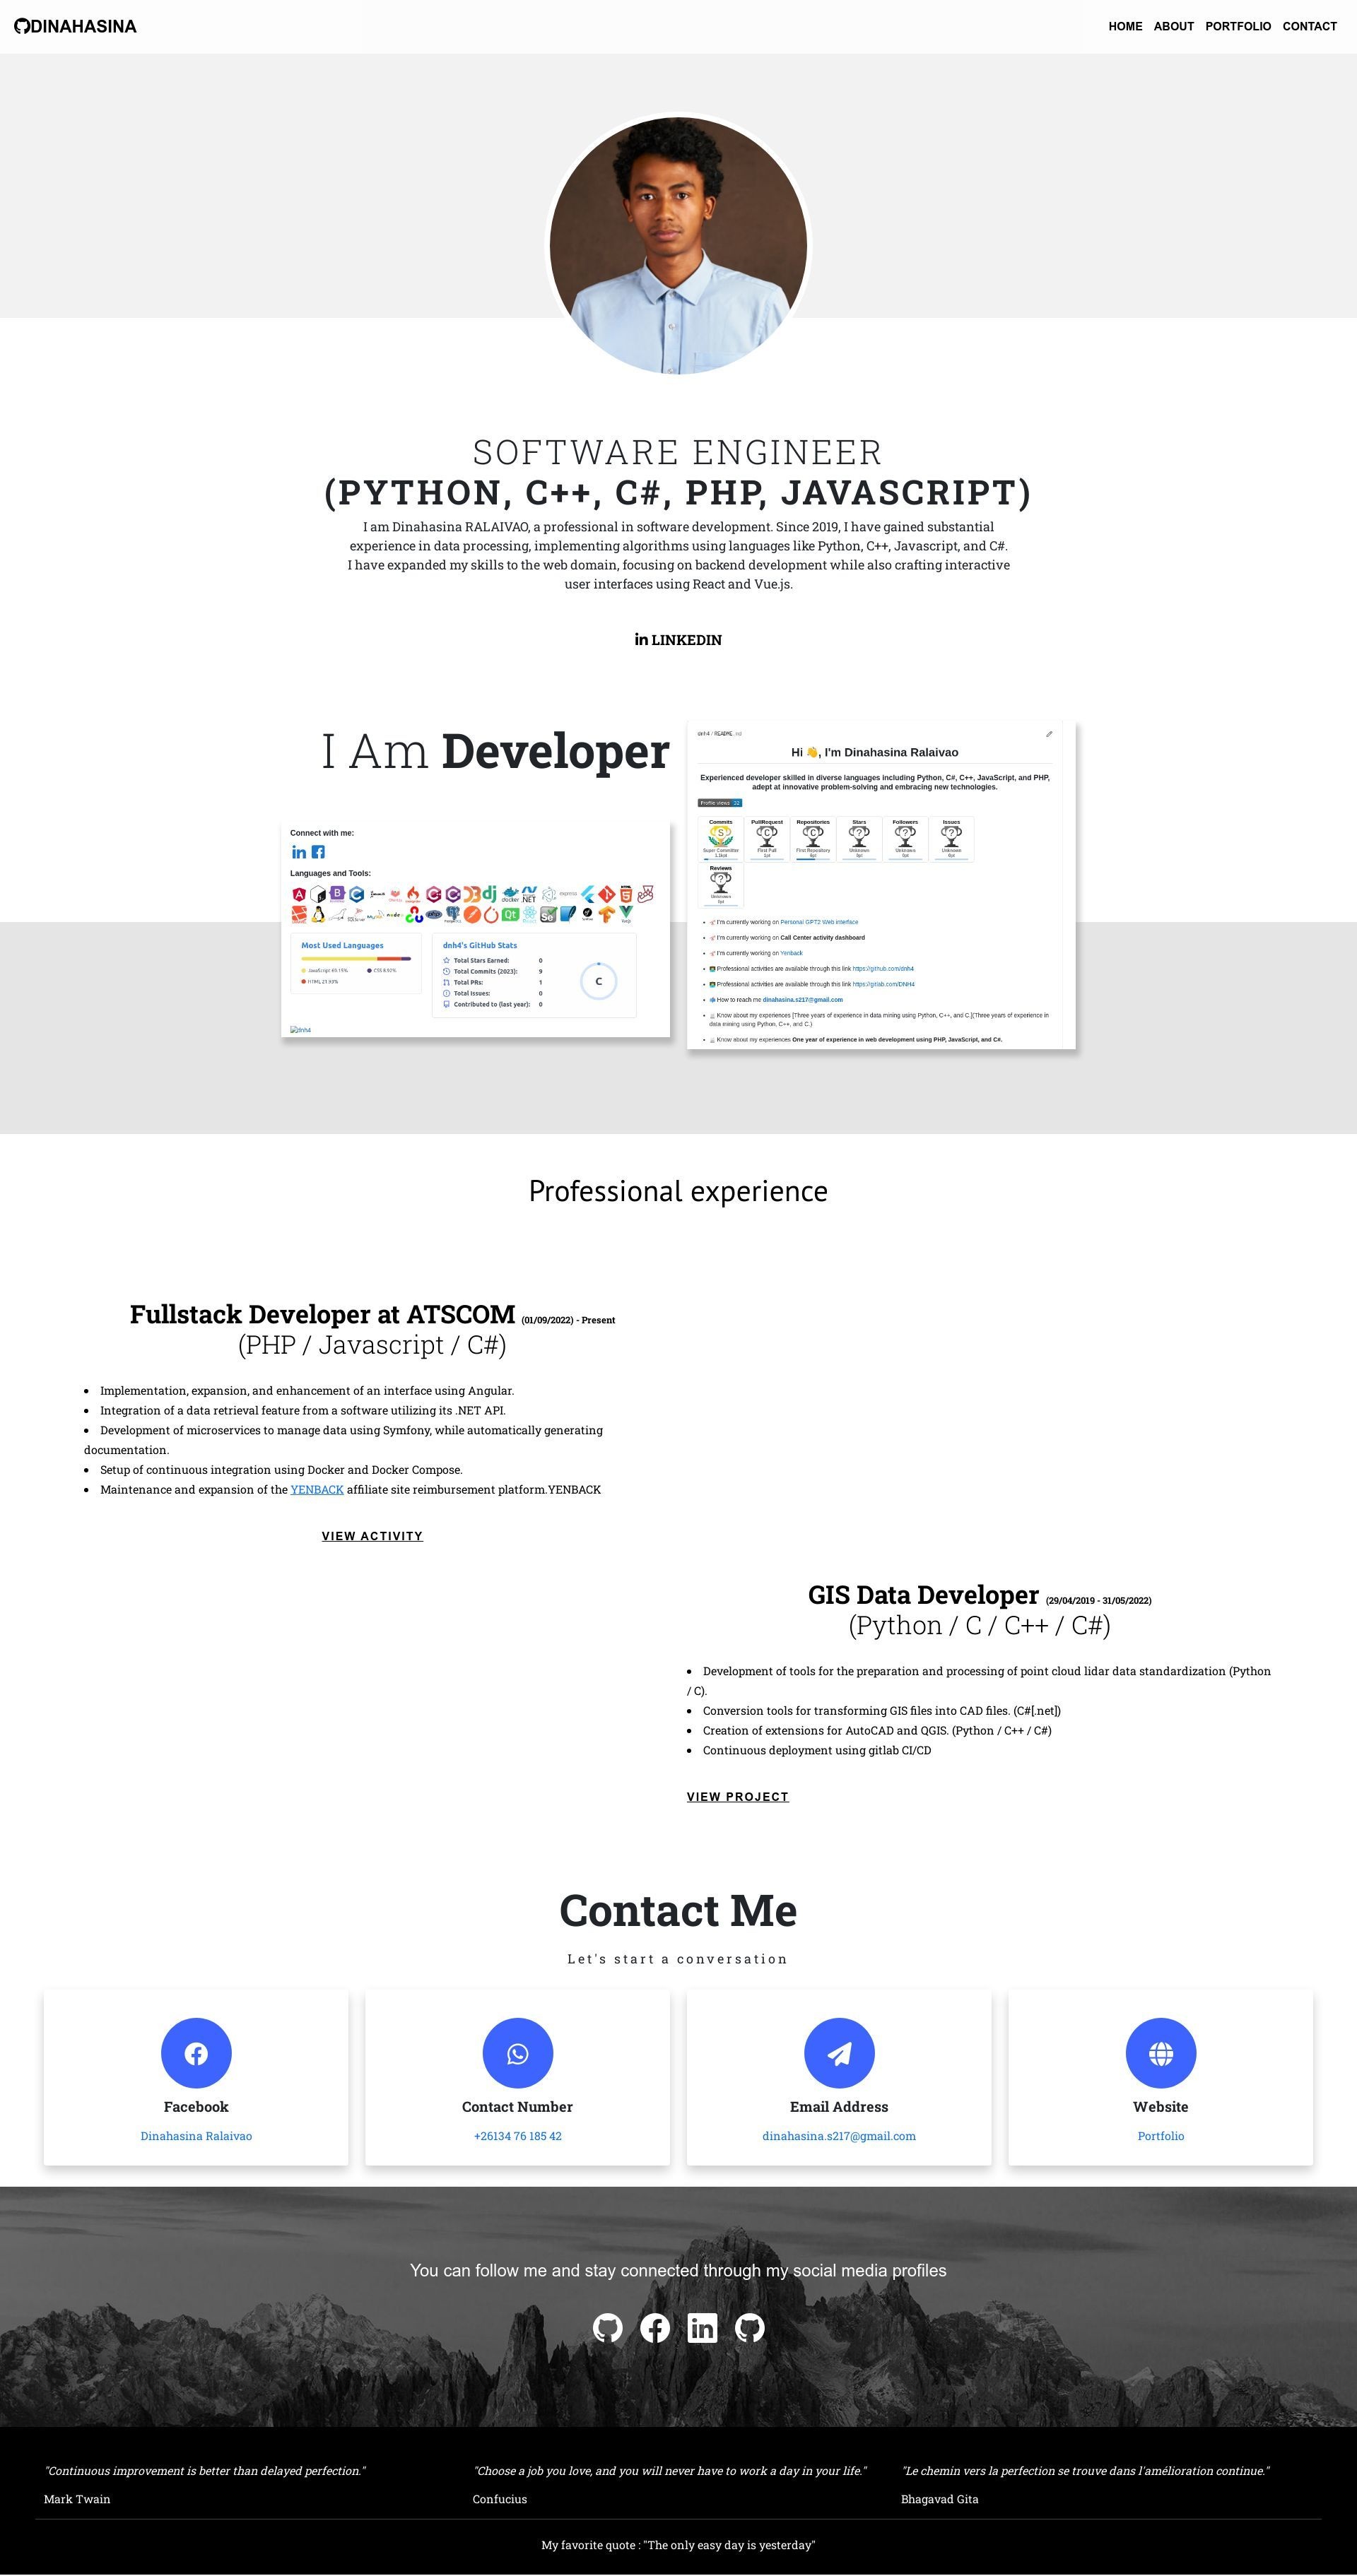 DINAHASINA
HOME ABOUT PORTFOLIO CONTACT
SOFTWARE ENGINEER
(PYTHON, C++, C#, PHP, JAVASCRIPT)
I am Dinahasina RALAIVAO, a professional in software development. Since 2019, I have gained substantial
experience in data processing, implementing algorithms using languages like Python, C++, Javascript, and C#.
I have expanded my skills to the web domain, focusing on backend development while also crafting interactive
user interfaces using React and Vue.js.
in LINKEDIN
I Am Developer
Connect with me:
Languages and Tools:
Most Used Languages
JavaScript 65.15%
CSS 8.92%
dnh4's GitHub Stats
Total Stars Earned: 0
Total Commits (2023): 9
Total PRs: 1
Total Issues: 0
Contributed to (last year): 0
C
dnh4
dnh4 / README.md
Hi 👋, I'm Dinahasina Ralaivao
Experienced developer skilled in diverse languages including Python, C#, C++, JavaScript, and PHP,
adept at innovative problem-solving and embracing new technologies.
Profile views 32
Commits PullRequest Repositories Stars Followers Issues
S C C ? ? ?
Super Committer First Pull First Repository Unknown Unknown Unknown
Reviews
?
Unknown
I'm currently working on Personal GPT2 Web interface
I'm currently working on Call Center activity dashboard
I'm currently working on Yenback
Professional activities are available through this link https://github.com/dnh4
Professional activities are available through this link https://gitlab.com/DNH4
How to reach me dinahasina.s217@gmail.com
Know about my experiences [Three years of experience in data mining using Python, C++, and C.](Three years of experience in
data mining using Python, C++, and C.)
Know about my experiences One year of experience in web development using PHP, JavaScript, and C#.
Professional experience
Fullstack Developer at ATSCOM (01/09/2022) - Present
(PHP / Javascript / C#)
Implementation, expansion, and enhancement of an interface using Angular.
Integration of a data retrieval feature from a software utilizing its .NET API.
Development of microservices to manage data using Symfony, while automatically generating
documentation.
Setup of continuous integration using Docker and Docker Compose.
Maintenance and expansion of the YENBACK affiliate site reimbursement platform.YENBACK
VIEW ACTIVITY
GIS Data Developer (29/04/2019 - 31/05/2022)
(Python / C / C++ / C#)
Development of tools for the preparation and processing of point cloud lidar data standardization (Python
/ C).
Conversion tools for transforming GIS files into CAD files. (C#[.net])
Creation of extensions for AutoCAD and QGIS. (Python / C++ / C#)
Continuous deployment using gitlab CI/CD
VIEW PROJECT
Contact Me
Let's start a conversation
Facebook
Dinahasina Ralaivao
Contact Number
+26134 76 185 42
Email Address
dinahasina.s217@gmail.com
Website
Portfolio
You can follow me and stay connected through my social media profiles
"Continuous improvement is better than delayed perfection."
Mark Twain
"Choose a job you love, and you will never have to work a day in your life."
Confucius
"Le chemin vers la perfection se trouve dans l'amélioration continue."
Bhagavad Gita
My favorite quote : "The only easy day is yesterday"